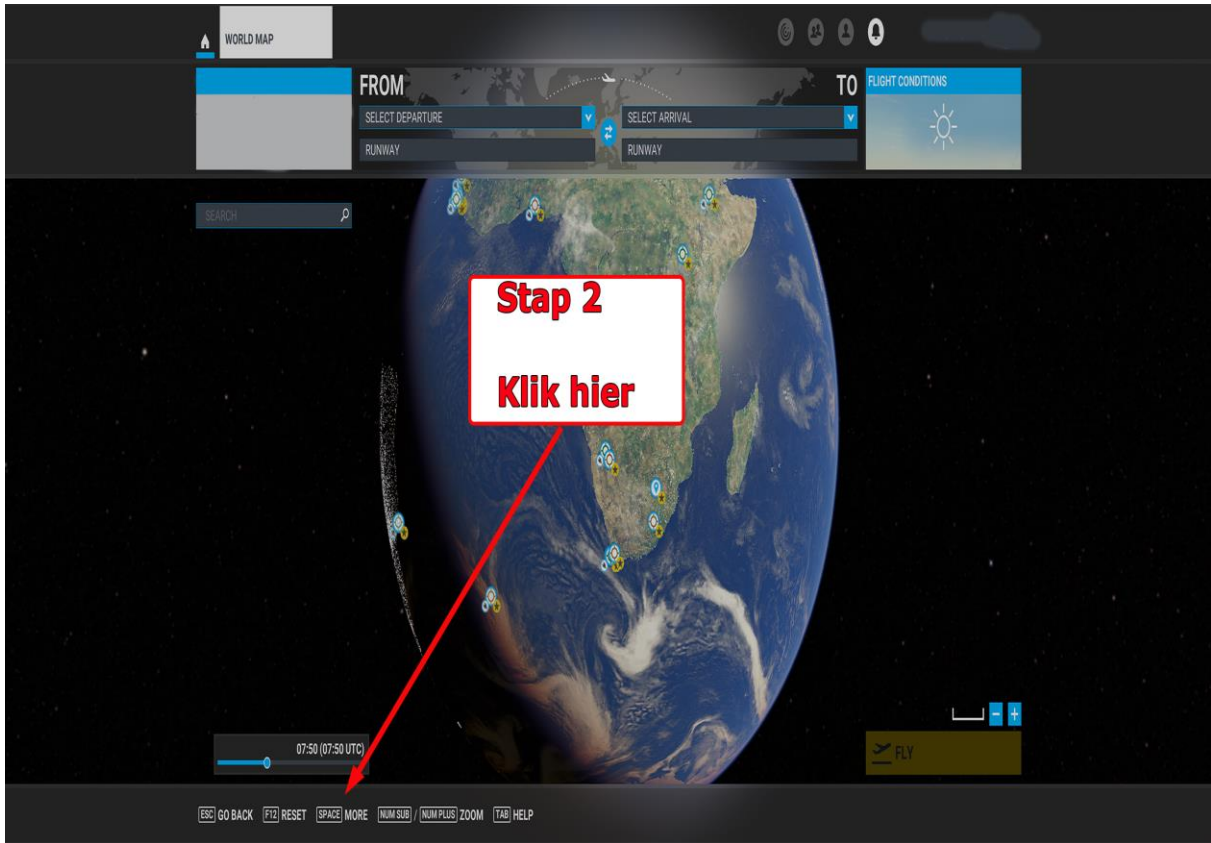 WORLD MAP
FROM
TO
FLIGHT CONDITIONS
SELECT DEPARTURE
SELECT ARRIVAL
RUNWAY
RUNWAY
SEARCH
Stap 2
Klik hier
07:50 (07:50 UTC)
FLY
ESC GO BACK F12 RESET SPACE MORE NUM SUB / NUM PLUS ZOOM TAB HELP